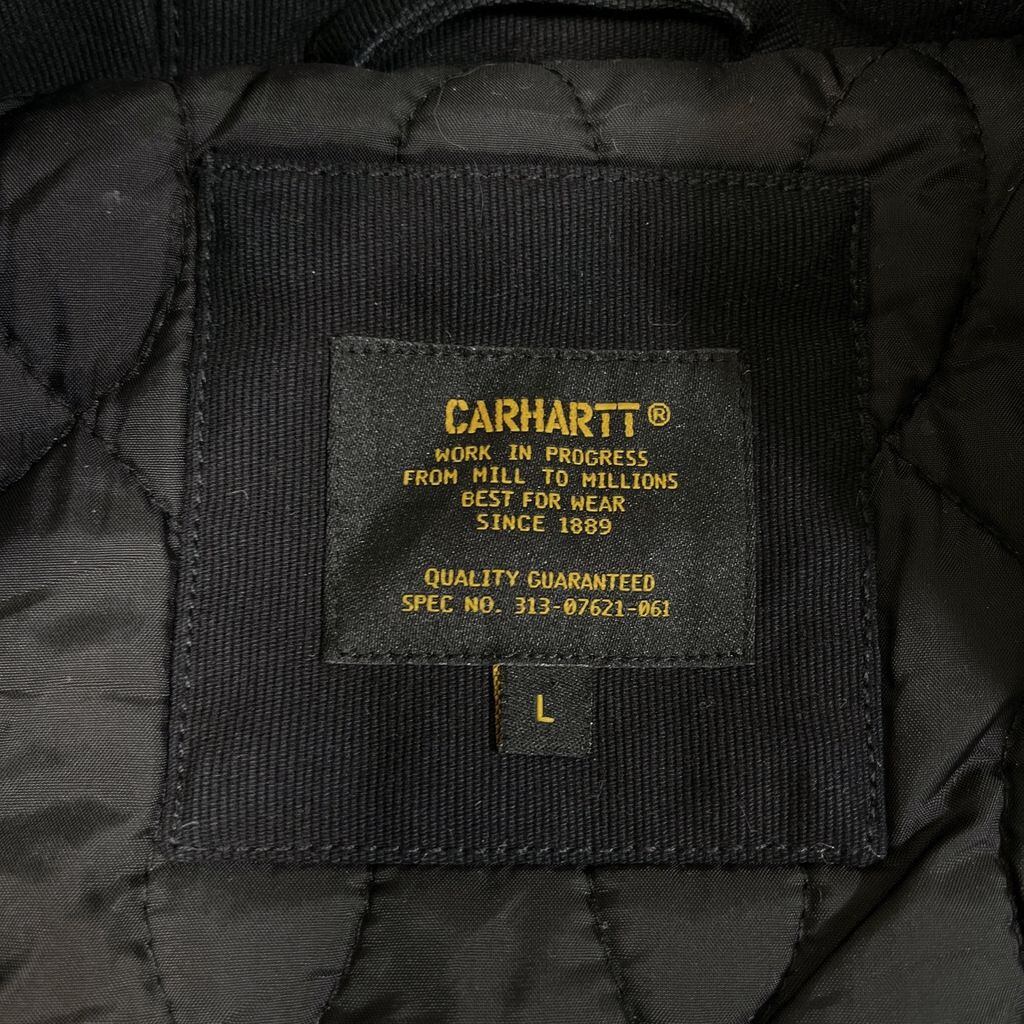 CARHARTT®
WORK IN PROGRESS
FROM MILL TO MILLIONS
BEST FOR WEAR
SINCE 1889
QUALITY GUARANTEED
SPEC NO. 313-07621-061
L